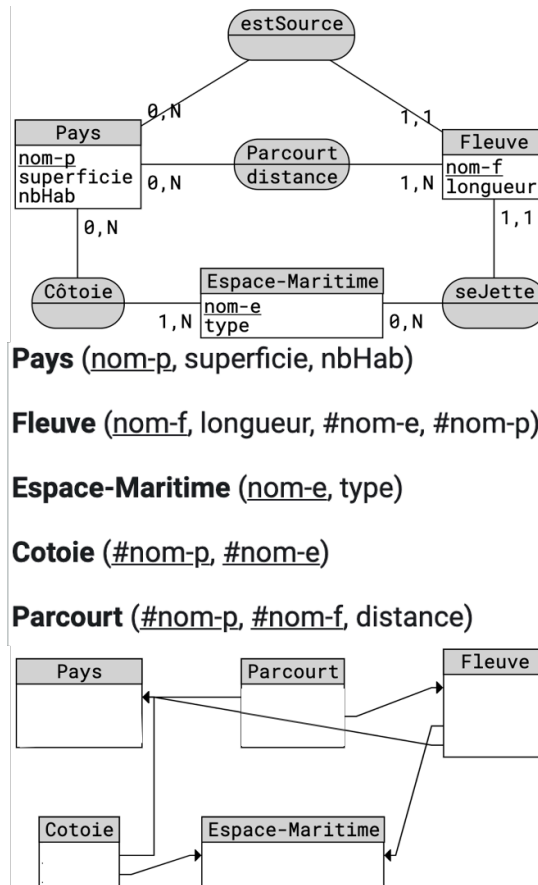 estSource
0,N
1,1
Pays
nom-p
superficie
nbHab
0,N
Parcourt
distance
1,N
Fleuve
nom-f
longueur
0,N
1,1
Côtoie
1,N
Espace-Maritime
nom-e
type
0,N
seJette
Pays (nom-p, superficie, nbHab)
Fleuve (nom-f, longueur, #nom-e, #nom-p)
Espace-Maritime (nom-e, type)
Cotoie (#nom-p, #nom-e)
Parcourt (#nom-p, #nom-f, distance)
Pays
Parcourt
Fleuve
Cotoie
Espace-Maritime